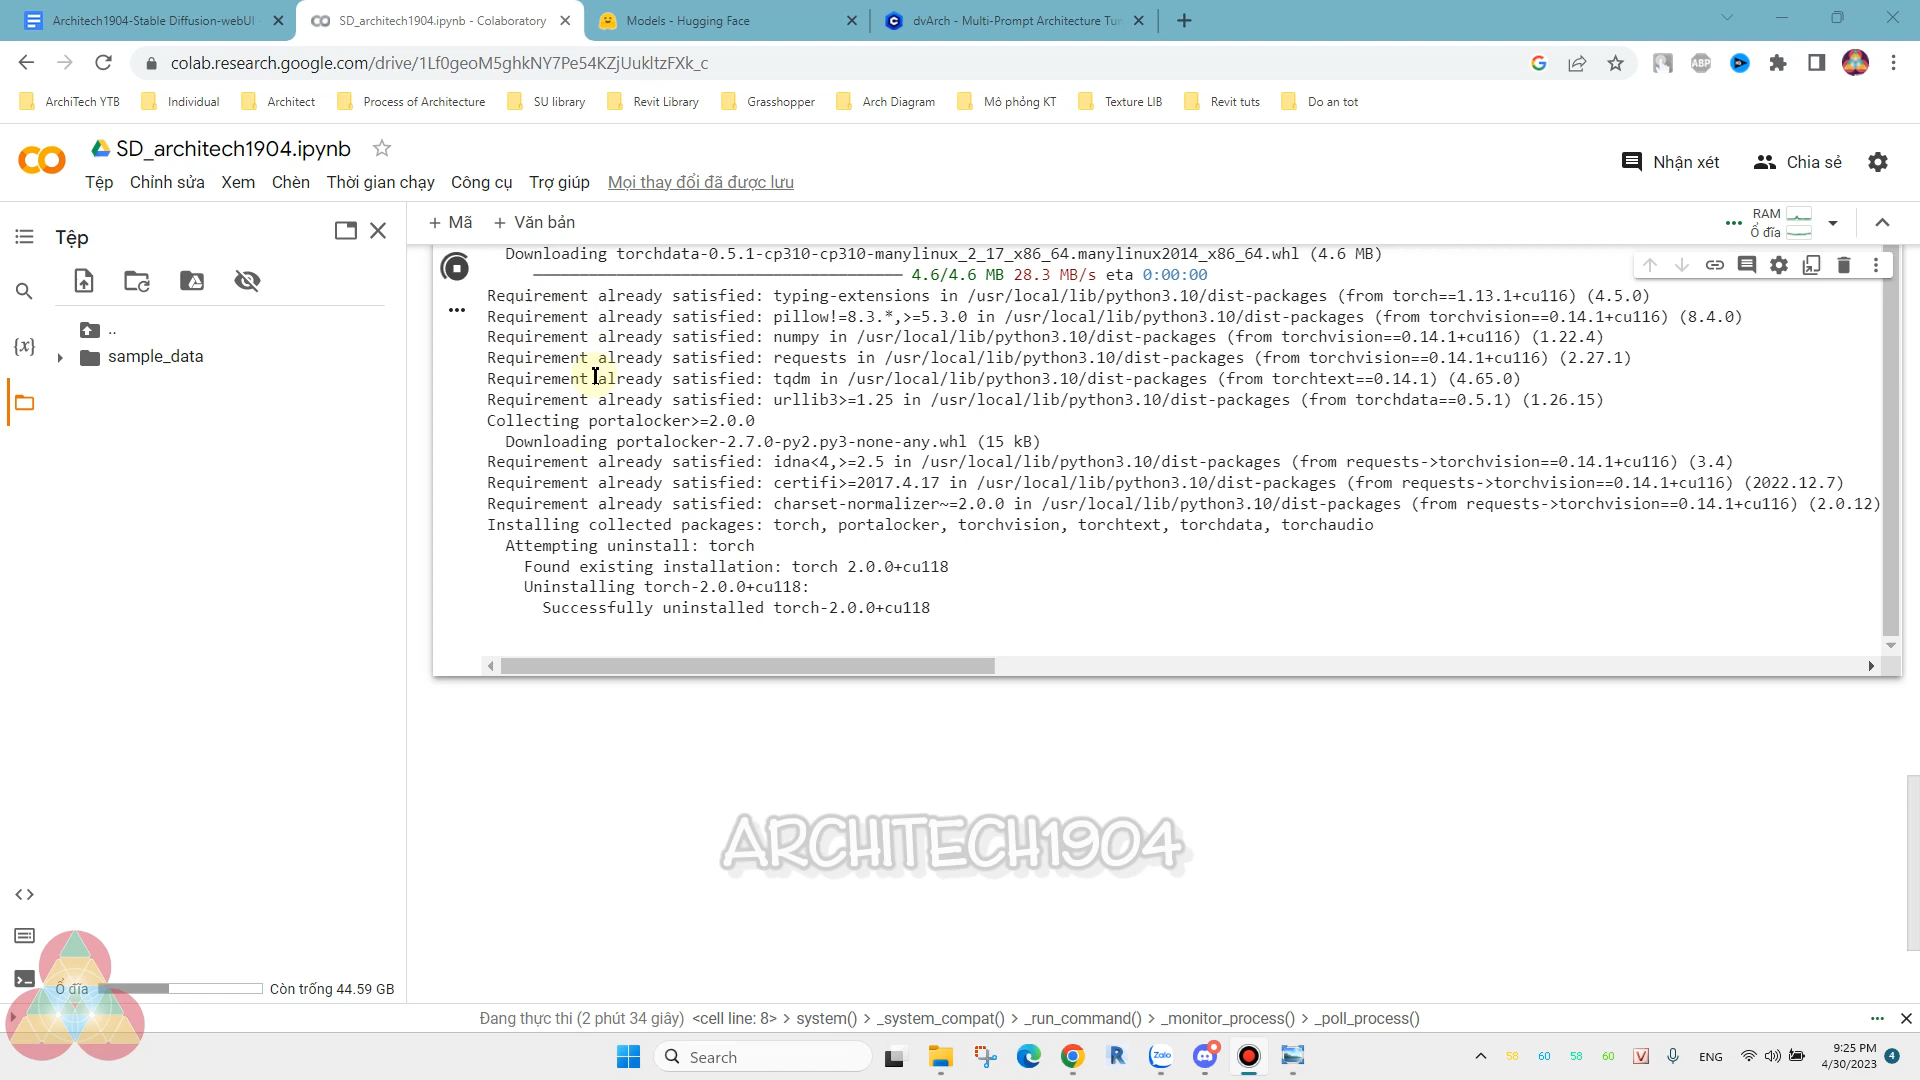 Architech1904-Stable Diffusion-webUI
SD_architech1904.ipynb - Colaboratory
Models - Hugging Face
dvArch - Multi-Prompt Architecture Tun
colab.research.google.com/drive/1Lf0geoM5ghkNY7Pe54KZjUukltzFXk_c
ABP
ArchiTech YTB
Individual
Architect
Process of Architecture
SU library
Revit Library
Grasshopper
Arch Diagram
Mô phỏng KT
Texture LIB
Revit tuts
Do an tot
SD_architech1904.ipynb
Nhận xét
Chia sẻ
Tệp Chỉnh sửa Xem Chèn Thời gian chạy Công cụ Trợ giúp Mọi thay đổi đã được lưu
Tệp
+ Mã + Văn bản
RAM
Ổ đĩa
..
sample_data
{x}
Downloading torchdata-0.5.1-cp310-cp310-manylinux_2_17_x86_64.manylinux2014_x86_64.whl (4.6 MB)
4.6/4.6 MB 28.3 MB/s eta 0:00:00
Requirement already satisfied: typing-extensions in /usr/local/lib/python3.10/dist-packages (from torch==1.13.1+cu116) (4.5.0)
Requirement already satisfied: pillow!=8.3.*,>=5.3.0 in /usr/local/lib/python3.10/dist-packages (from torchvision==0.14.1+cu116) (8.4.0)
Requirement already satisfied: numpy in /usr/local/lib/python3.10/dist-packages (from torchvision==0.14.1+cu116) (1.22.4)
Requirement already satisfied: requests in /usr/local/lib/python3.10/dist-packages (from torchvision==0.14.1+cu116) (2.27.1)
Requirement already satisfied: tqdm in /usr/local/lib/python3.10/dist-packages (from torchtext==0.14.1) (4.65.0)
Requirement already satisfied: urllib3>=1.25 in /usr/local/lib/python3.10/dist-packages (from torchdata==0.5.1) (1.26.15)
Collecting portalocker>=2.0.0
Downloading portalocker-2.7.0-py2.py3-none-any.whl (15 kB)
Requirement already satisfied: idna<4,>=2.5 in /usr/local/lib/python3.10/dist-packages (from requests->torchvision==0.14.1+cu116) (3.4)
Requirement already satisfied: certifi>=2017.4.17 in /usr/local/lib/python3.10/dist-packages (from requests->torchvision==0.14.1+cu116) (2022.12.7)
Requirement already satisfied: charset-normalizer~=2.0.0 in /usr/local/lib/python3.10/dist-packages (from requests->torchvision==0.14.1+cu116) (2.0.12)
Installing collected packages: torch, portalocker, torchvision, torchtext, torchdata, torchaudio
Attempting uninstall: torch
Found existing installation: torch 2.0.0+cu118
Uninstalling torch-2.0.0+cu118:
Successfully uninstalled torch-2.0.0+cu118
ARCHITECH1904
Ổ đĩa
Còn trống 44.59 GB
Đang thực thi (2 phút 34 giây) <cell line: 8> > system() > _system_compat() > _run_command() > _monitor_process() > _poll_process()
Search
Zalo
58 60 58 60
V
ENG
9:25 PM
4/30/2023
4